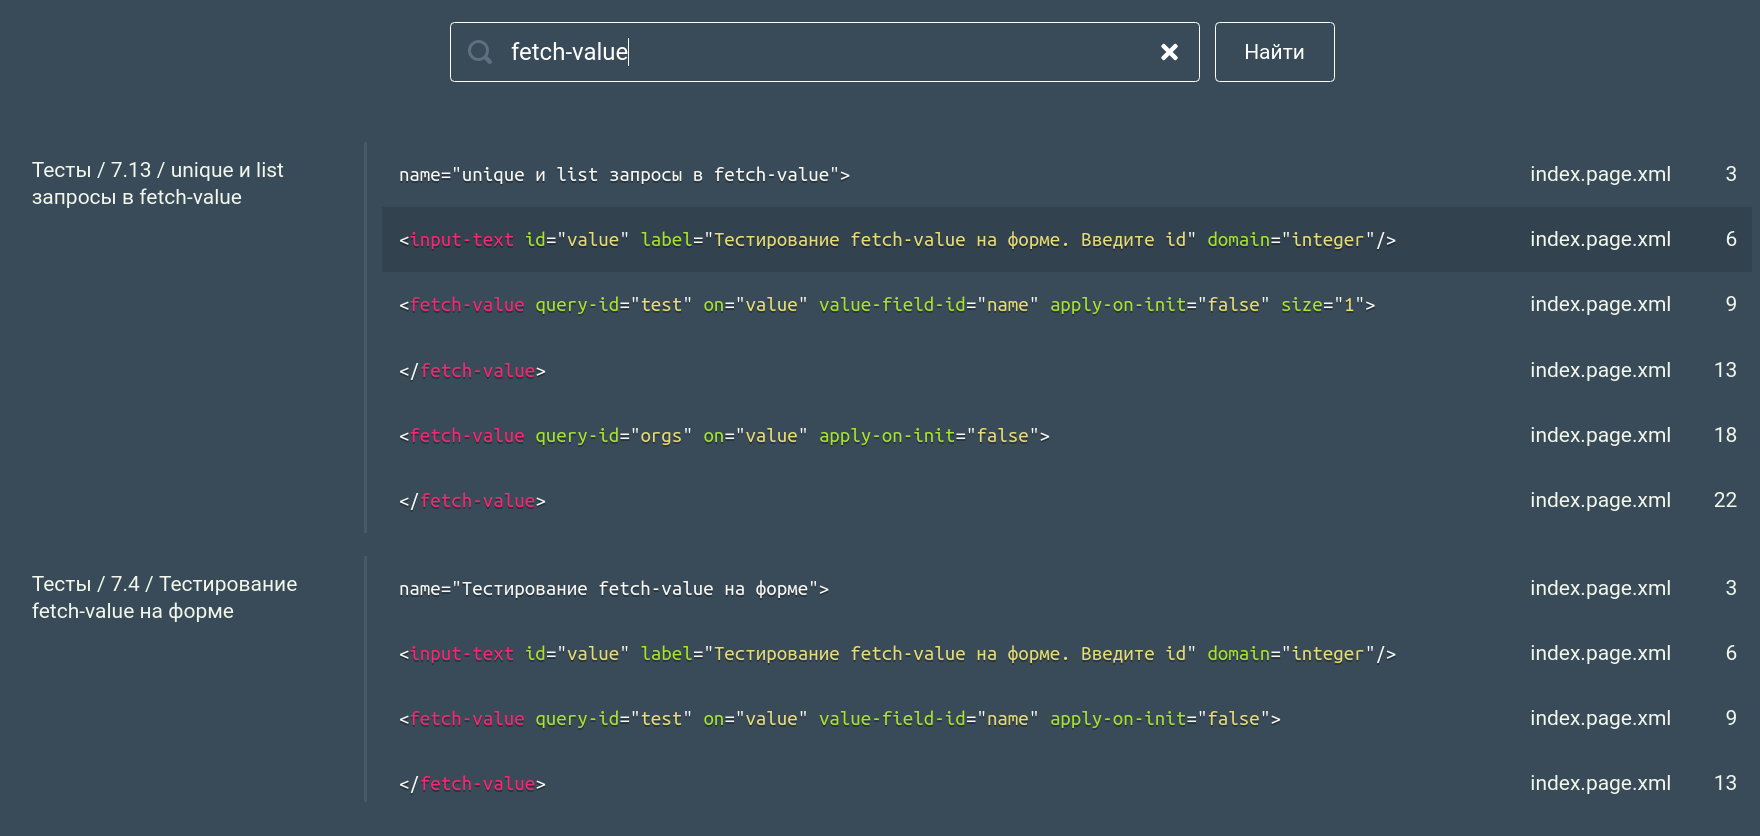 fetch-value
Найти
Тесты / 7.13 / unique и list
запросы в fetch-value
name="unique и list запросы в fetch-value"> index.page.xml 3
<input-text id="value" label="Тестирование fetch-value на форме. Введите id" domain="integer"/> index.page.xml 6
<fetch-value query-id="test" on="value" value-field-id="name" apply-on-init="false" size="1"> index.page.xml 9
</fetch-value> index.page.xml 13
<fetch-value query-id="orgs" on="value" apply-on-init="false"> index.page.xml 18
</fetch-value> index.page.xml 22
Тесты / 7.4 / Тестирование
fetch-value на форме
name="Тестирование fetch-value на форме"> index.page.xml 3
<input-text id="value" label="Тестирование fetch-value на форме. Введите id" domain="integer"/> index.page.xml 6
<fetch-value query-id="test" on="value" value-field-id="name" apply-on-init="false"> index.page.xml 9
</fetch-value> index.page.xml 13